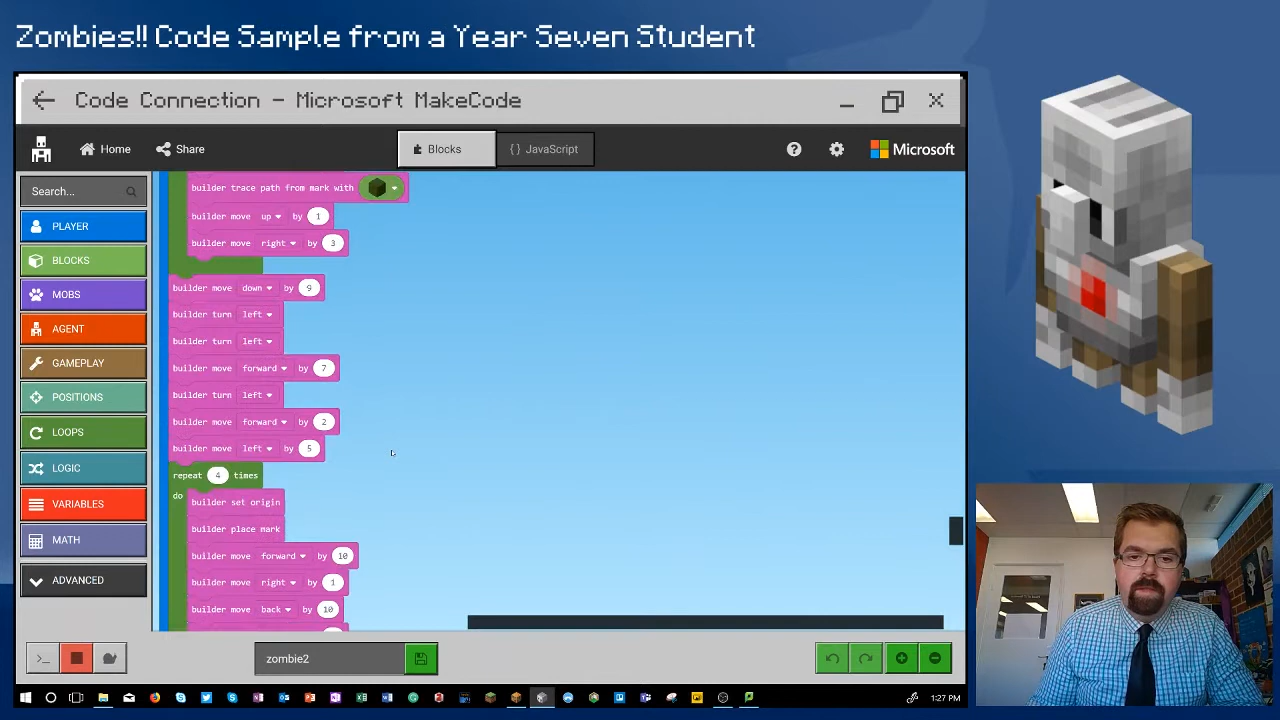 Zombies!! Code Sample from a Year Seven Student
Code Connection - Microsoft MakeCode
Home
Share
Blocks
{ } JavaScript
Microsoft
Search...
PLAYER
BLOCKS
MOBS
AGENT
GAMEPLAY
POSITIONS
LOOPS
LOGIC
VARIABLES
MATH
ADVANCED
builder trace path from mark with
builder move up by 1
builder move right by 3
builder move down by 9
builder turn left
builder turn left
builder move forward by 7
builder turn left
builder move forward by 2
builder move left by 5
repeat 4 times
do
builder set origin
builder place mark
builder move forward by 10
builder move right by 1
builder move back by 10
zombie2
1:27 PM